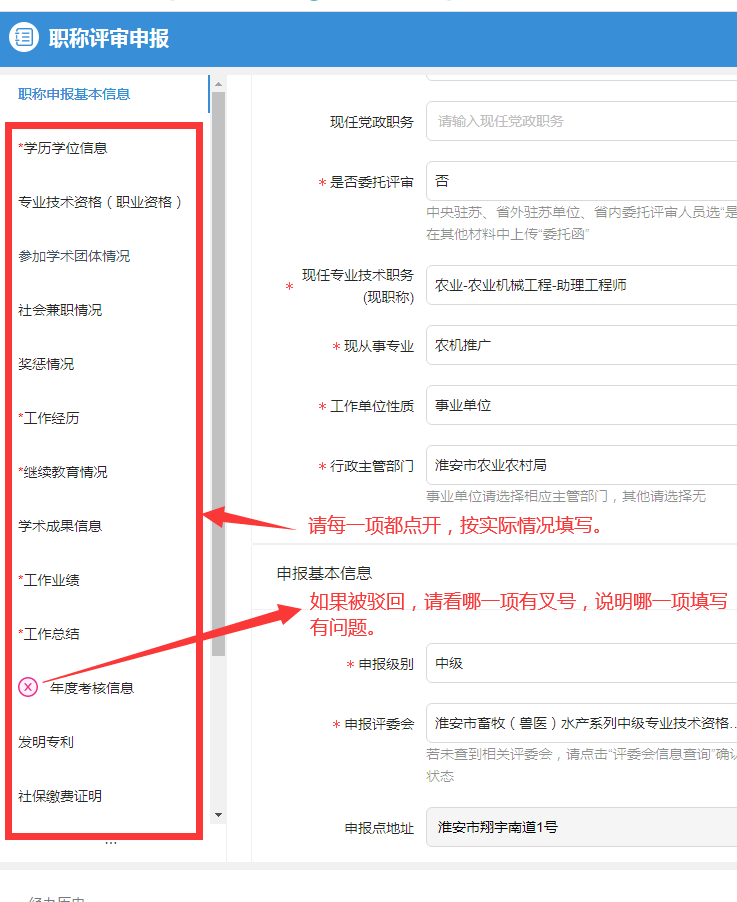 职称评审申报
职称申报基本信息
*学历学位信息
专业技术资格（职业资格）
参加学术团体情况
社会兼职情况
奖惩情况
*工作经历
*继续教育情况
学术成果信息
*工作业绩
*工作总结
年度考核信息
发明专利
社保缴费证明
...
现任党政职务 请输入现任党政职务
* 是否委托评审 否
中央驻苏、省外驻苏单位、省内委托评审人员选“是
在其他材料中上传“委托函”
* 现任专业技术职务
(现职称) 农业-农业机械工程-助理工程师
* 现从事专业 农机推广
* 工作单位性质 事业单位
* 行政主管部门 淮安市农业农村局
事业单位请选择相应主管部门，其他请选择无
请每一项都点开，按实际情况填写。
申报基本信息
如果被驳回，请看哪一项有叉号，说明哪一项填写
有问题。
* 申报级别 中级
* 申报评委会 淮安市畜牧（兽医）水产系列中级专业技术资格...
若未查到相关评委会，请点击“评委会信息查询”确认
状态
申报点地址 淮安市翔宇南道1号